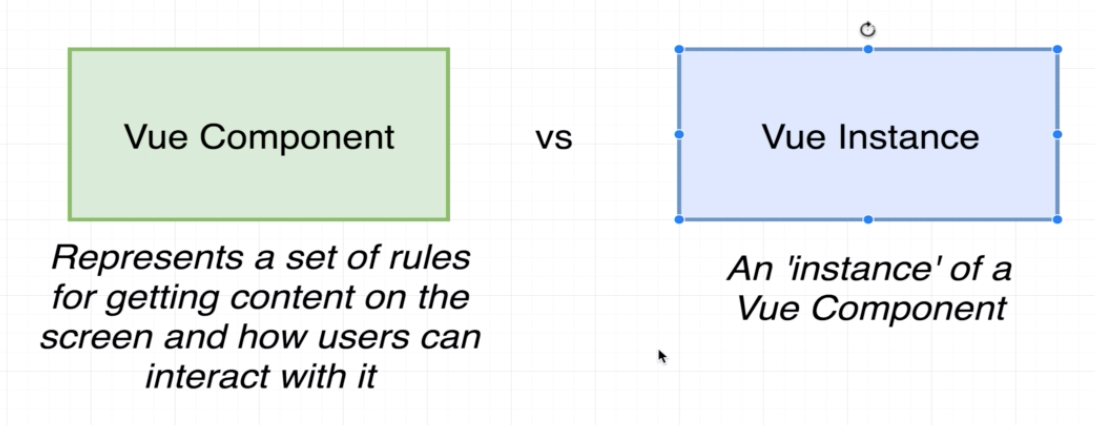 Vue Component
vs
Vue Instance
Represents a set of rules
for getting content on the
screen and how users can
interact with it
An 'instance' of a
Vue Component